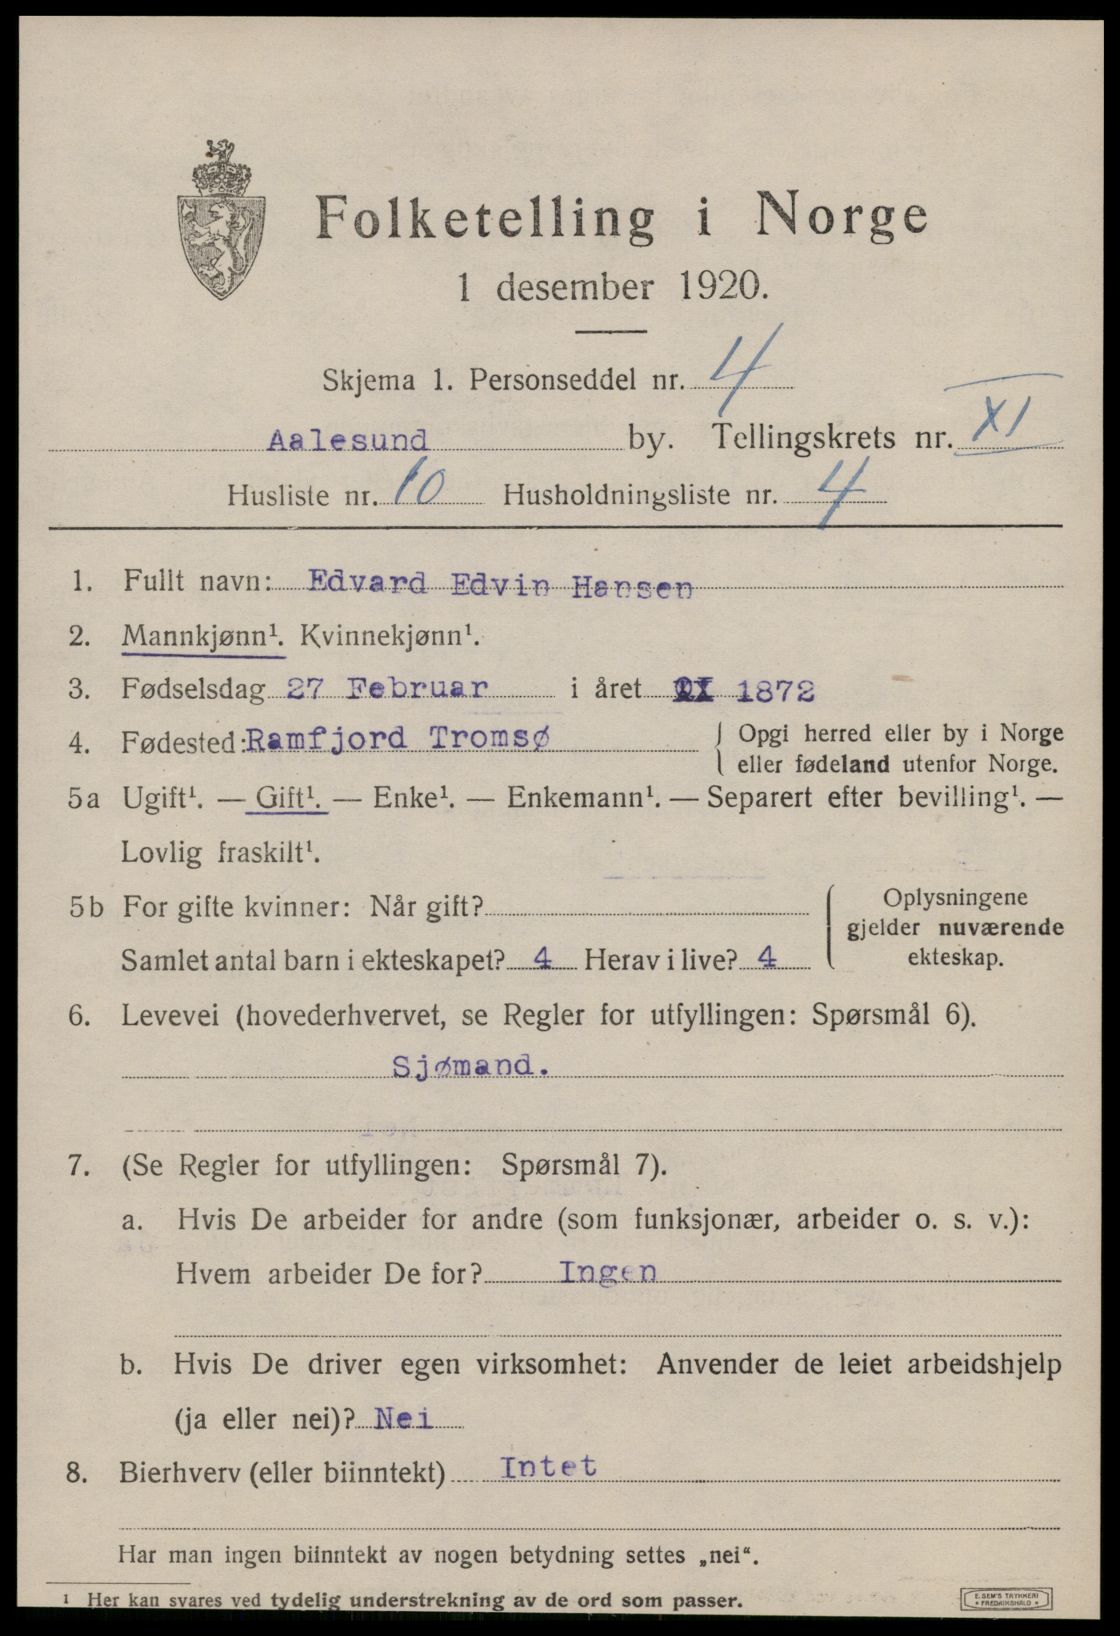 Folketelling i Norge
1 desember 1920.
Skjema 1. Personseddel nr. 4
Aalesund by. Tellingskrets nr. XI
Husliste nr. 10 Husholdningsliste nr. 4
1. Fullt navn: Edvard Edvin Hansen
2. Mannkjønn¹. Kvinnekjønn¹.
3. Fødselsdag 27 Februar i året 1872
4. Fødested: Ramfjord Tromsø { Opgi herred eller by i Norge
eller fødeland utenfor Norge.
5a Ugift¹. — Gift¹. — Enke¹. — Enkemann¹. — Separert efter bevilling¹. —
Lovlig fraskilt¹.
5b For gifte kvinner: Når gift?
Samlet antal barn i ekteskapet? 4 Herav i live? 4
{ Oplysningene
gjelder nuværende
ekteskap.
6. Levevei (hovederhvervet, se Regler for utfyllingen: Spørsmål 6).
Sjømand.
7. (Se Regler for utfyllingen: Spørsmål 7).
a. Hvis De arbeider for andre (som funksjonær, arbeider o. s. v.):
Hvem arbeider De for? Ingen
b. Hvis De driver egen virksomhet: Anvender de leiet arbeidshjelp
(ja eller nei)? Nei
8. Bierhverv (eller biinntekt) Intet
Har man ingen biinntekt av nogen betydning settes „nei“.
¹ Her kan svares ved tydelig understrekning av de ord som passer.
E. SEM'S TRYKKERI
* FREDRIKSHALD *